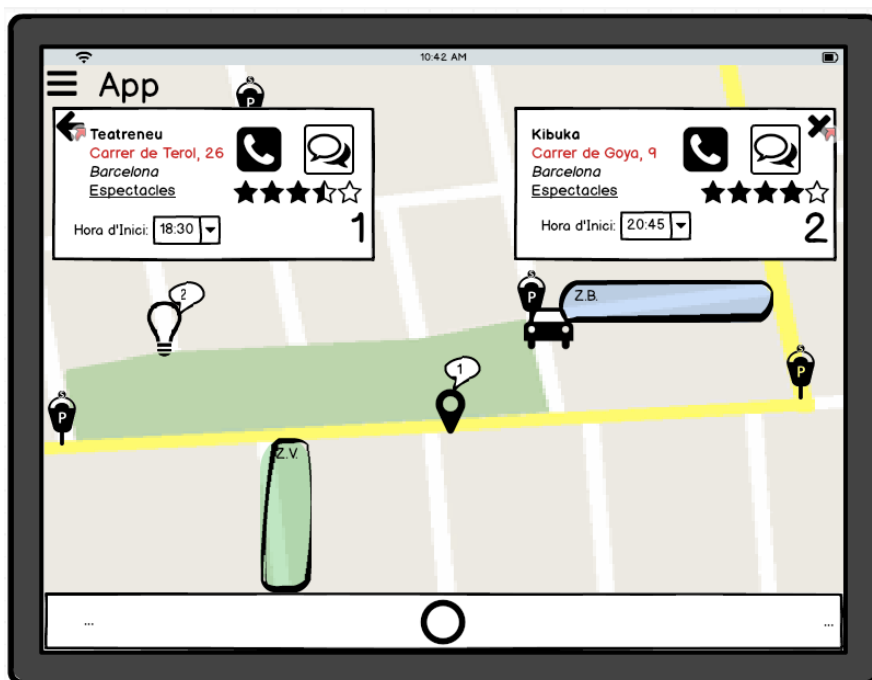 10:42 AM
App
Teatreneu
Carrer de Terol, 26
Barcelona
Espectacles
Hora d'Inici: 18:30
1
Kibuka
Carrer de Goya, 9
Barcelona
Espectacles
Hora d'Inici: 20:45
2
$
P
2
$
P
Z.B.
1
$
P
$
P
Z.V.
...
...